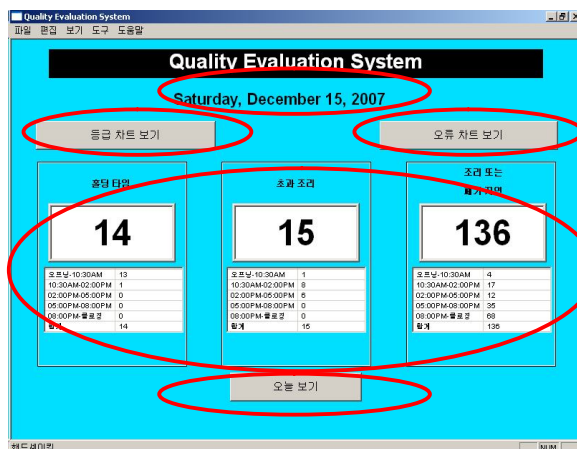 Quality Evaluation System
파일 편집 보기 도구 도움말
Quality Evaluation System
Saturday, December 15, 2007
등급 차트 보기
오류 차트 보기
홀딩 타임
14
오프닝-10:30AM 13
10:30AM-02:00PM 1
02:00PM-05:00PM 0
05:00PM-08:00PM 0
08:00PM-클로징 0
합계 14
초과 조리
15
오프닝-10:30AM 1
10:30AM-02:00PM 8
02:00PM-05:00PM 6
05:00PM-08:00PM 0
08:00PM-클로징 0
합계 15
조리 또는
폐기 지연
136
오프닝-10:30AM 4
10:30AM-02:00PM 17
02:00PM-05:00PM 12
05:00PM-08:00PM 35
08:00PM-클로징 68
합계 136
오늘 보기
핸드셰이킹
NUM